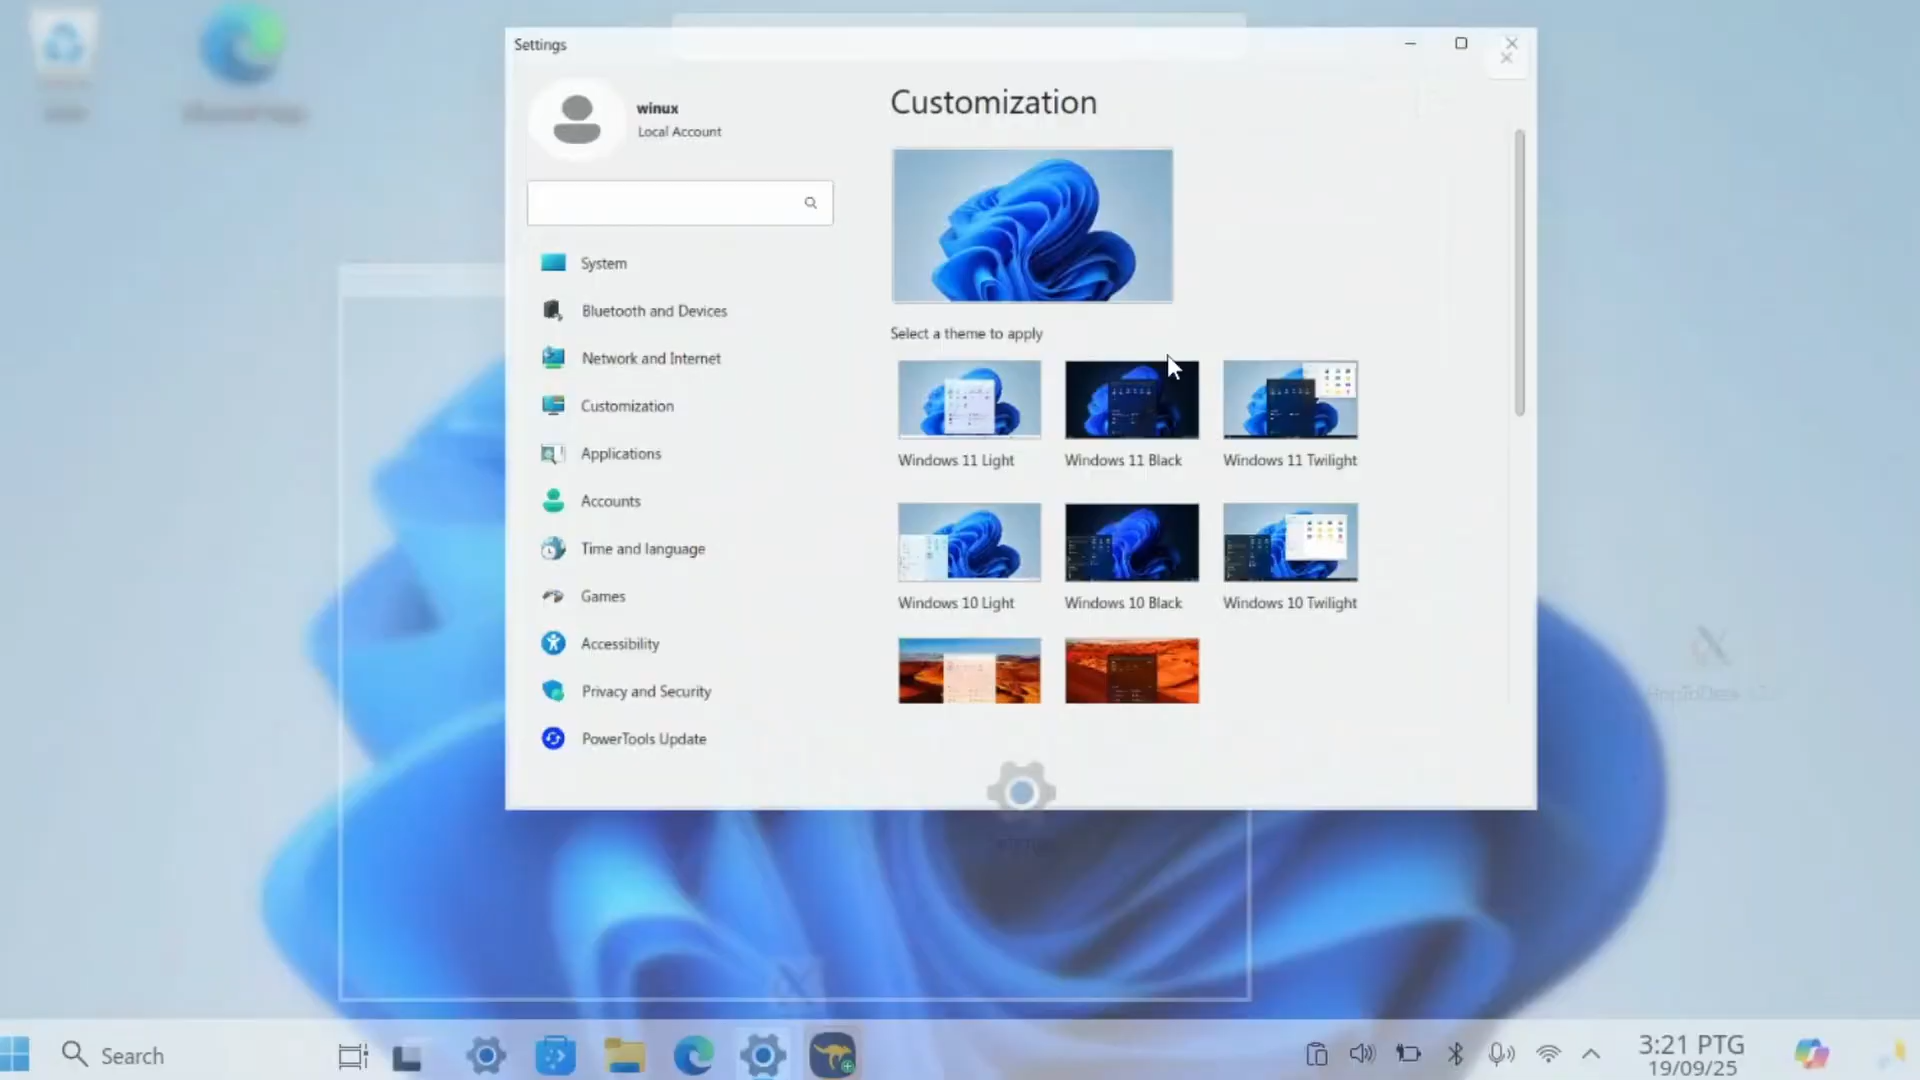 Settings
winux
Local Account
System
Bluetooth and Devices
Network and Internet
Customization
Applications
Accounts
Time and language
Games
Accessibility
Privacy and Security
PowerTools Update
Customization
Select a theme to apply
Windows 11 Light
Windows 11 Black
Windows 11 Twilight
Windows 10 Light
Windows 10 Black
Windows 10 Twilight
Search
3:21 PTG
19/09/25